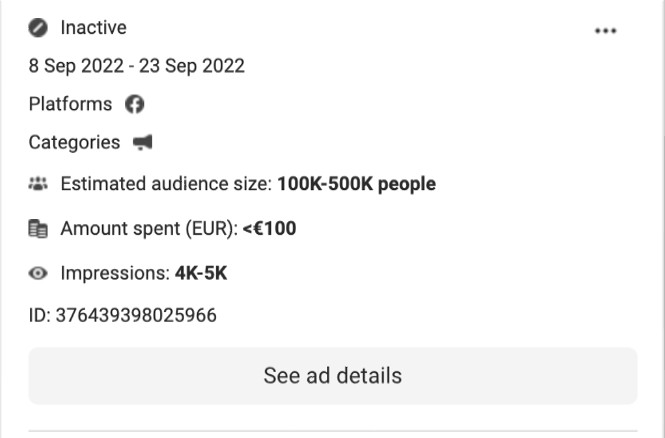 Inactive
8 Sep 2022 - 23 Sep 2022
Platforms
Categories
Estimated audience size: 100K-500K people
Amount spent (EUR): <€100
Impressions: 4K-5K
ID: 376439398025966
See ad details